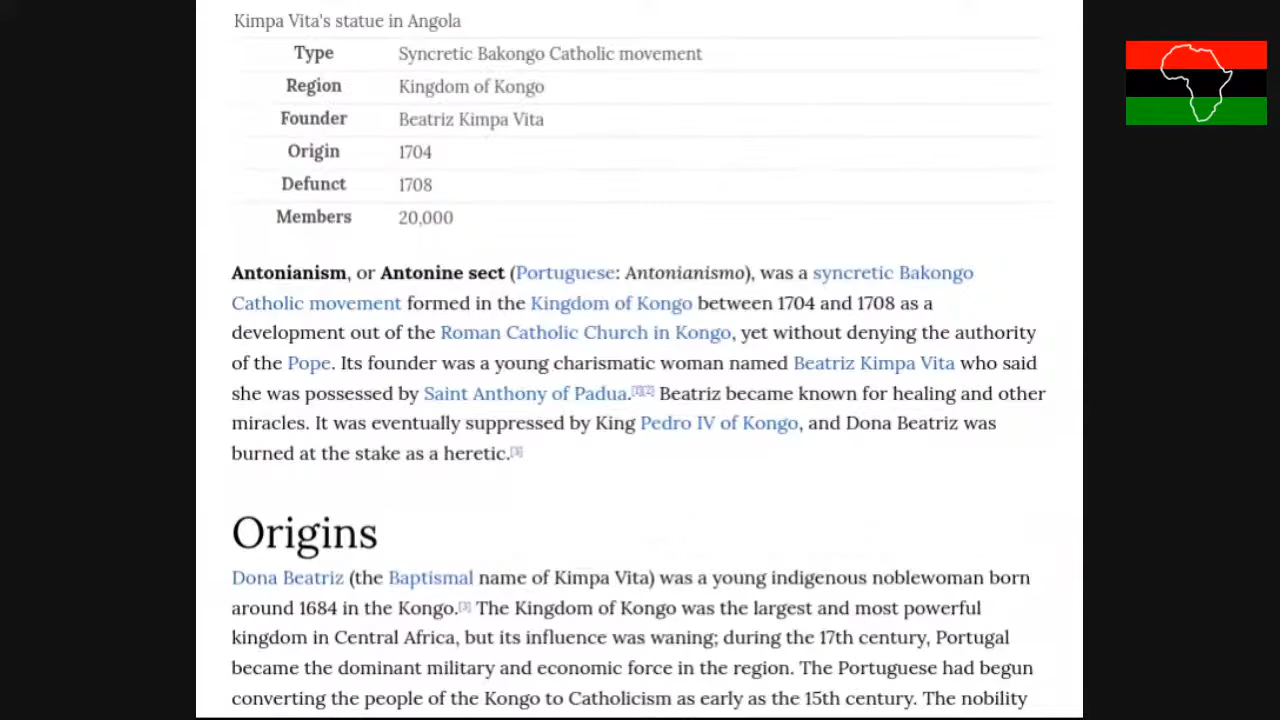 Kimpa Vita's statue in Angola
Type Syncretic Bakongo Catholic movement
Region Kingdom of Kongo
Founder Beatriz Kimpa Vita
Origin 1704
Defunct 1708
Members 20,000
Antonianism, or Antonine sect (Portuguese: Antonianismo), was a syncretic Bakongo
Catholic movement formed in the Kingdom of Kongo between 1704 and 1708 as a
development out of the Roman Catholic Church in Kongo, yet without denying the authority
of the Pope. Its founder was a young charismatic woman named Beatriz Kimpa Vita who said
she was possessed by Saint Anthony of Padua.[1][2] Beatriz became known for healing and other
miracles. It was eventually suppressed by King Pedro IV of Kongo, and Dona Beatriz was
burned at the stake as a heretic.[3]
Origins
Dona Beatriz (the Baptismal name of Kimpa Vita) was a young indigenous noblewoman born
around 1684 in the Kongo.[3] The Kingdom of Kongo was the largest and most powerful
kingdom in Central Africa, but its influence was waning; during the 17th century, Portugal
became the dominant military and economic force in the region. The Portuguese had begun
converting the people of the Kongo to Catholicism as early as the 15th century. The nobility